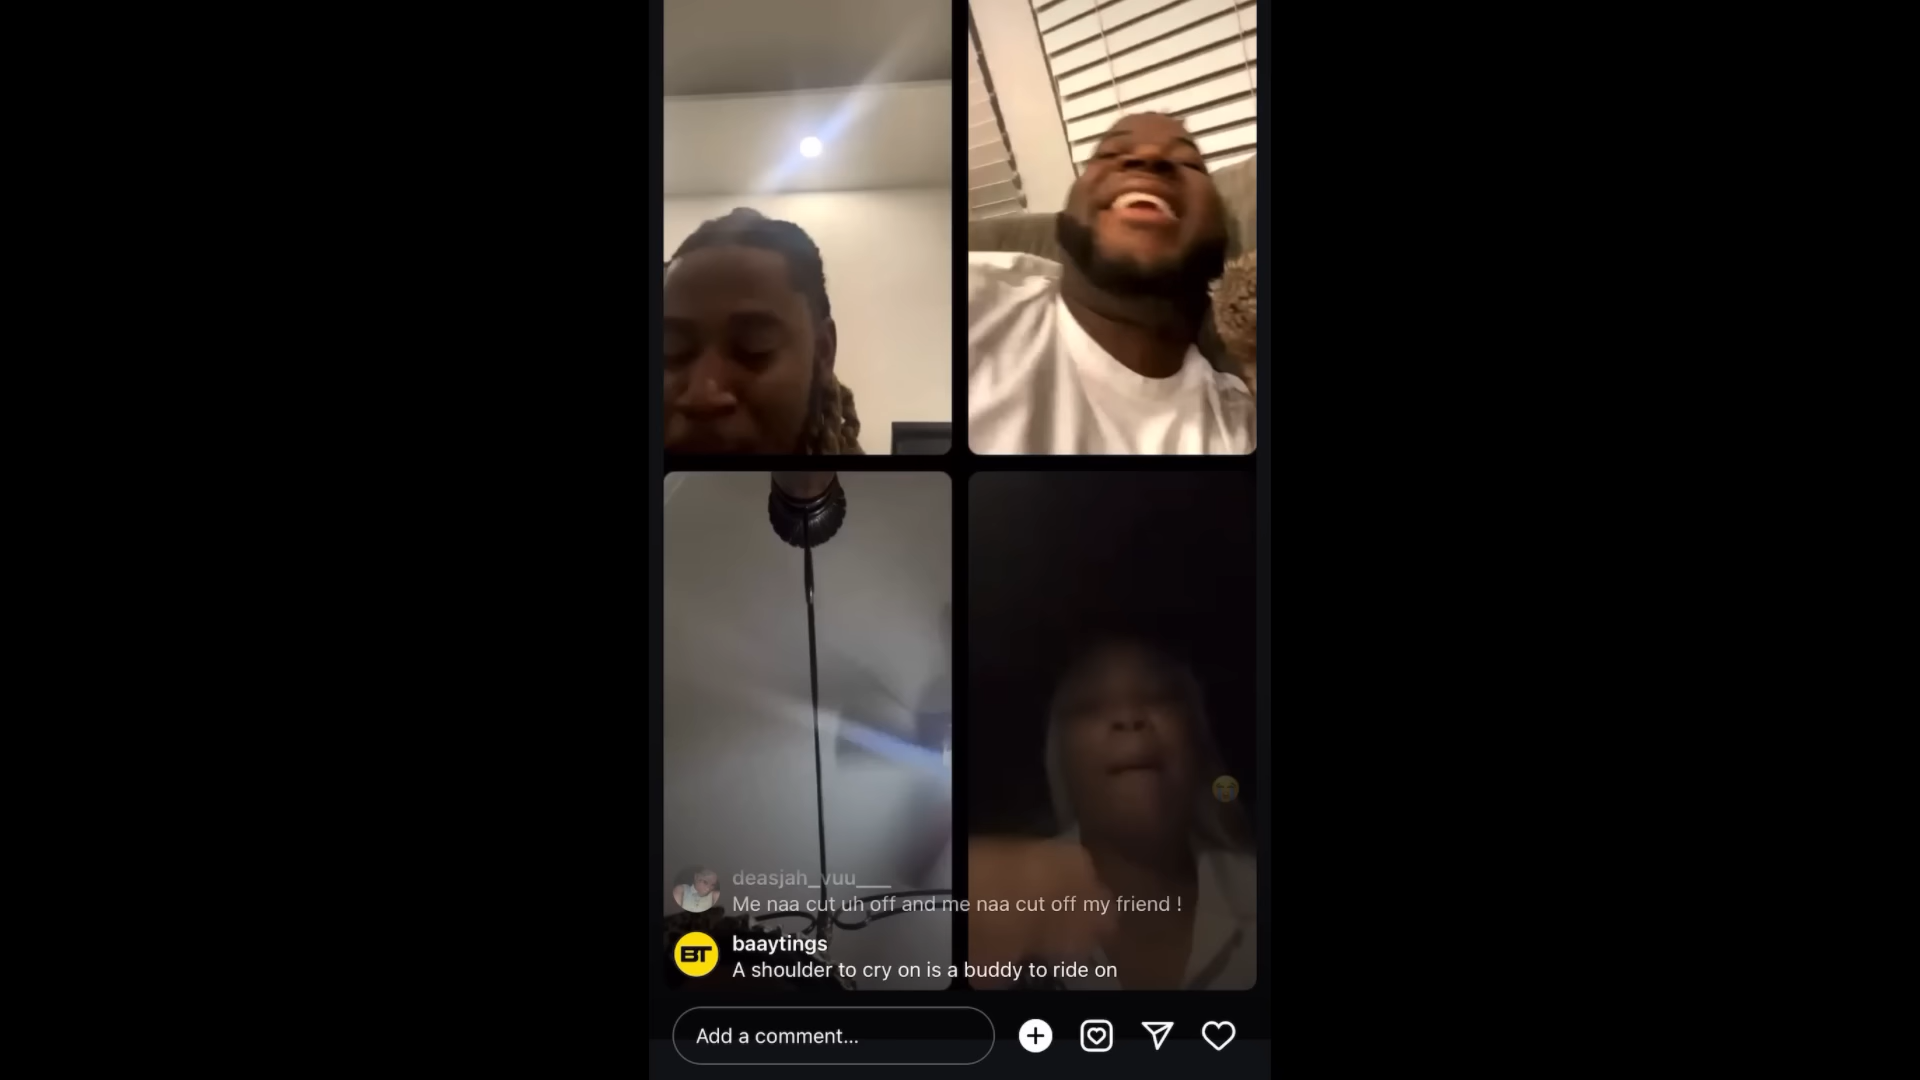 deasjah_vuu___
Me naa cut uh off and me naa cut off my friend !
BT
baaytings
A shoulder to cry on is a buddy to ride on
Add a comment...